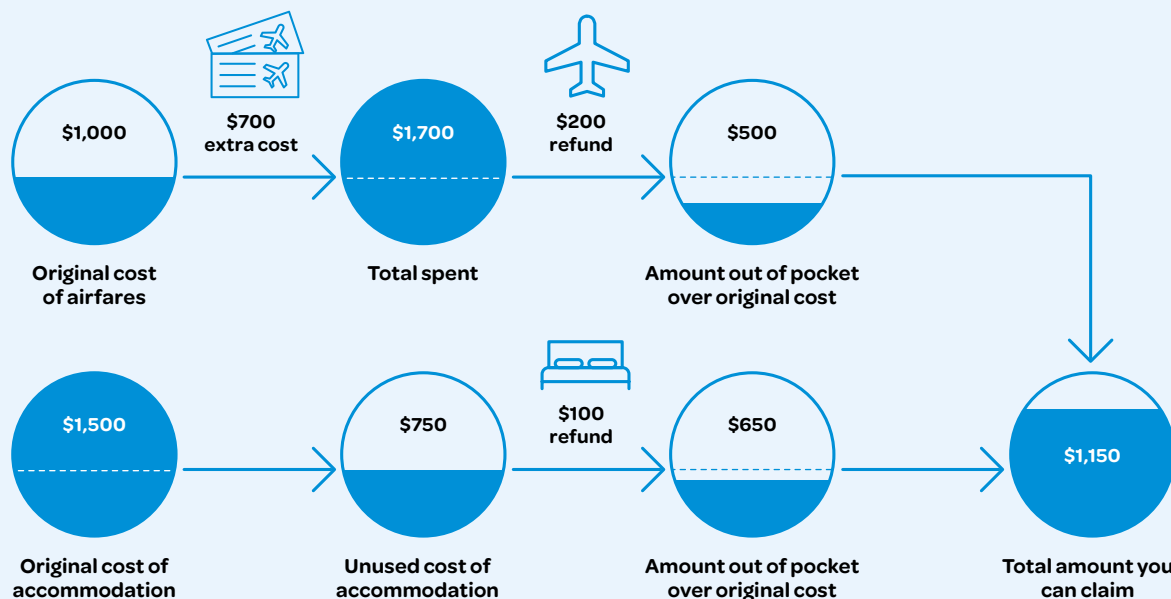 $1,000
$700
extra cost
$1,700
$200
refund
$500
Original cost
of airfares
Total spent
Amount out of pocket
over original cost
$1,500
$750
$100
refund
$650
$1,150
Original cost of
accommodation
Unused cost of
accommodation
Amount out of pocket
over original cost
Total amount you
can claim